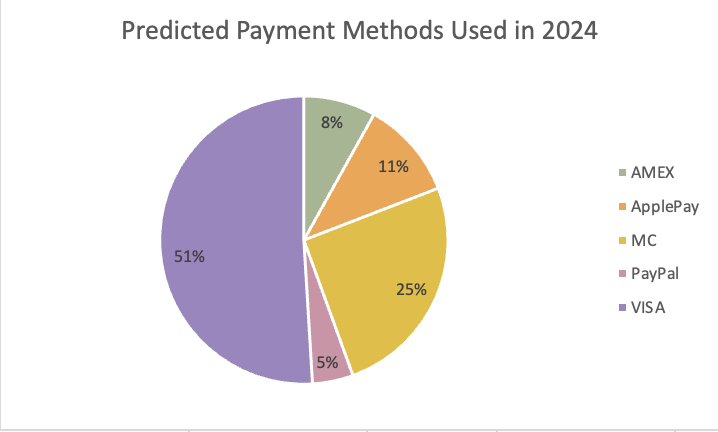 Predicted Payment Methods Used in 2024
8%
11%
51%
25%
5%
AMEX
ApplePay
MC
PayPal
VISA